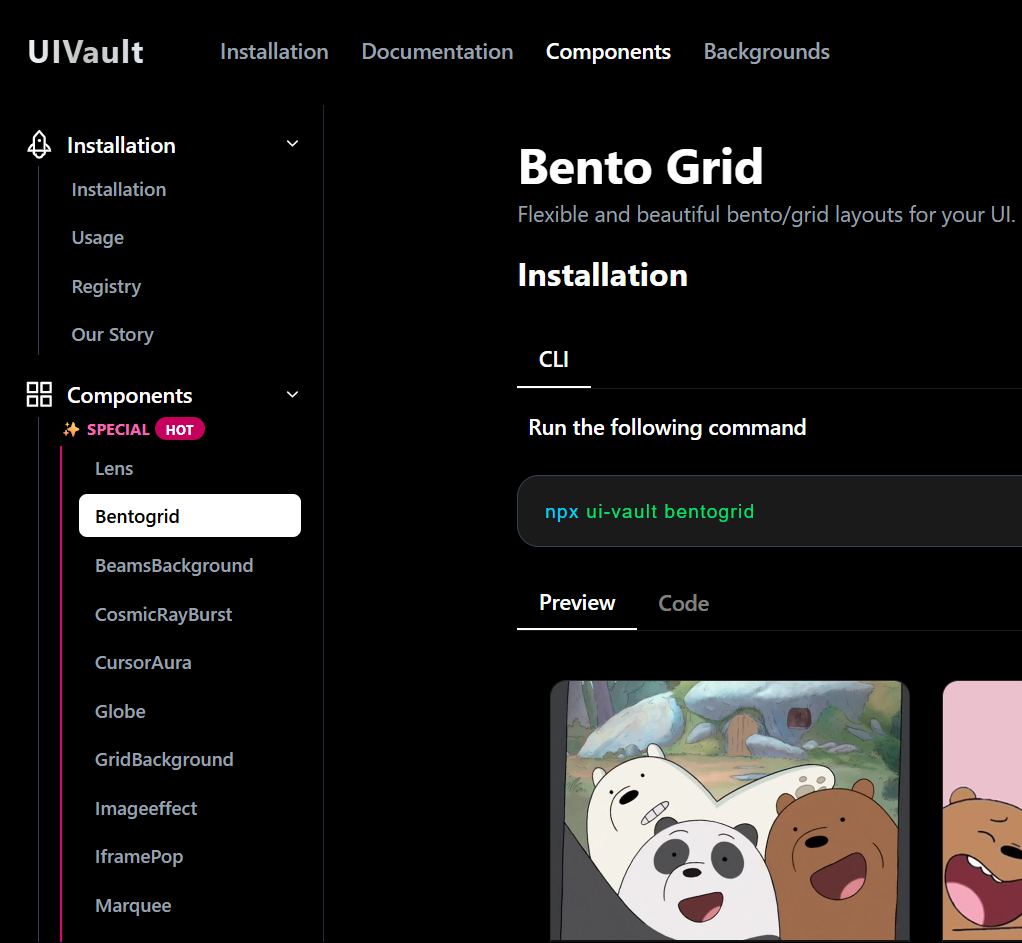 UIVault
Installation
Documentation
Components
Backgrounds
Installation
Installation
Usage
Registry
Our Story
Components
✨ SPECIAL HOT
Lens
Bentogrid
BeamsBackground
CosmicRayBurst
CursorAura
Globe
GridBackground
Imageeffect
IframePop
Marquee
Bento Grid
Flexible and beautiful bento/grid layouts for your UI.
Installation
CLI
Run the following command
npx ui-vault bentogrid
Preview
Code